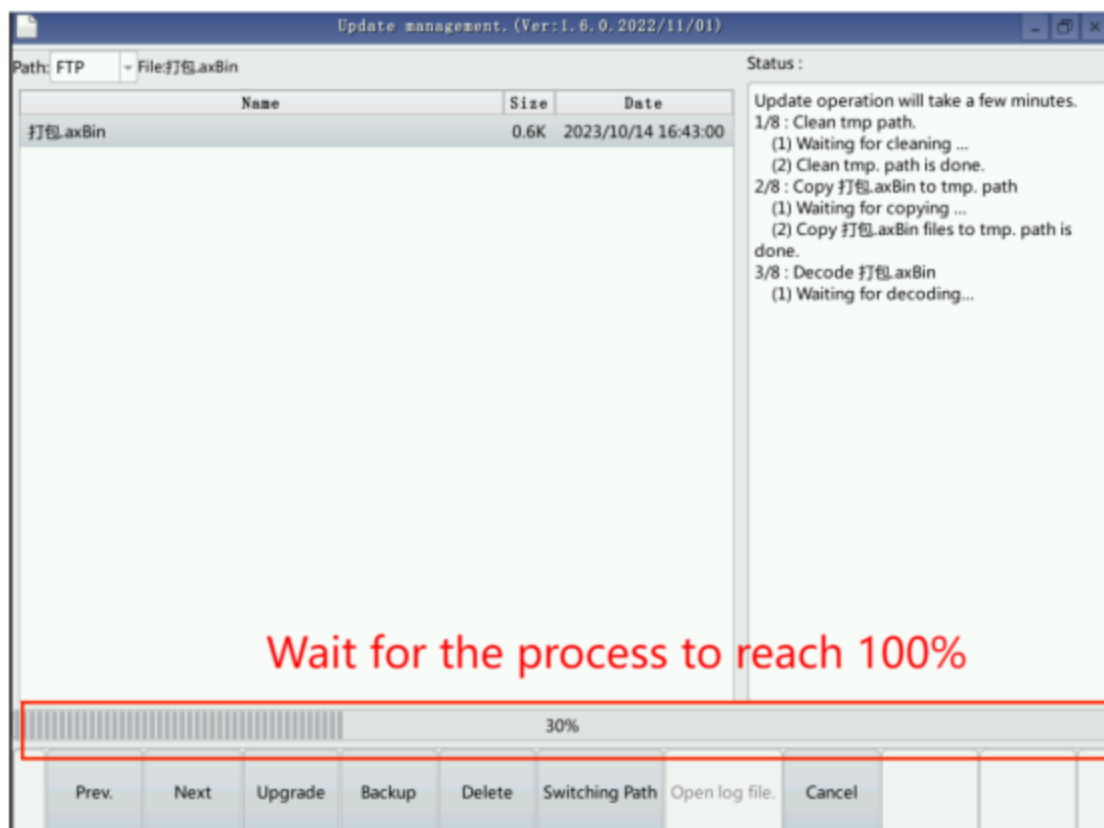 Update management.(Ver:1.6.0.2022/11/01)
Path: FTP File:打包.axBin
Status :
Name Size Date
打包.axBin 0.6K 2023/10/14 16:43:00
Update operation will take a few minutes.
1/8 : Clean tmp path.
(1) Waiting for cleaning ...
(2) Clean tmp. path is done.
2/8 : Copy 打包.axBin to tmp. path
(1) Waiting for copying ...
(2) Copy 打包.axBin files to tmp. path is
done.
3/8 : Decode 打包.axBin
(1) Waiting for decoding...
Wait for the process to reach 100%
30%
Prev. Next Upgrade Backup Delete Switching Path Open log file. Cancel